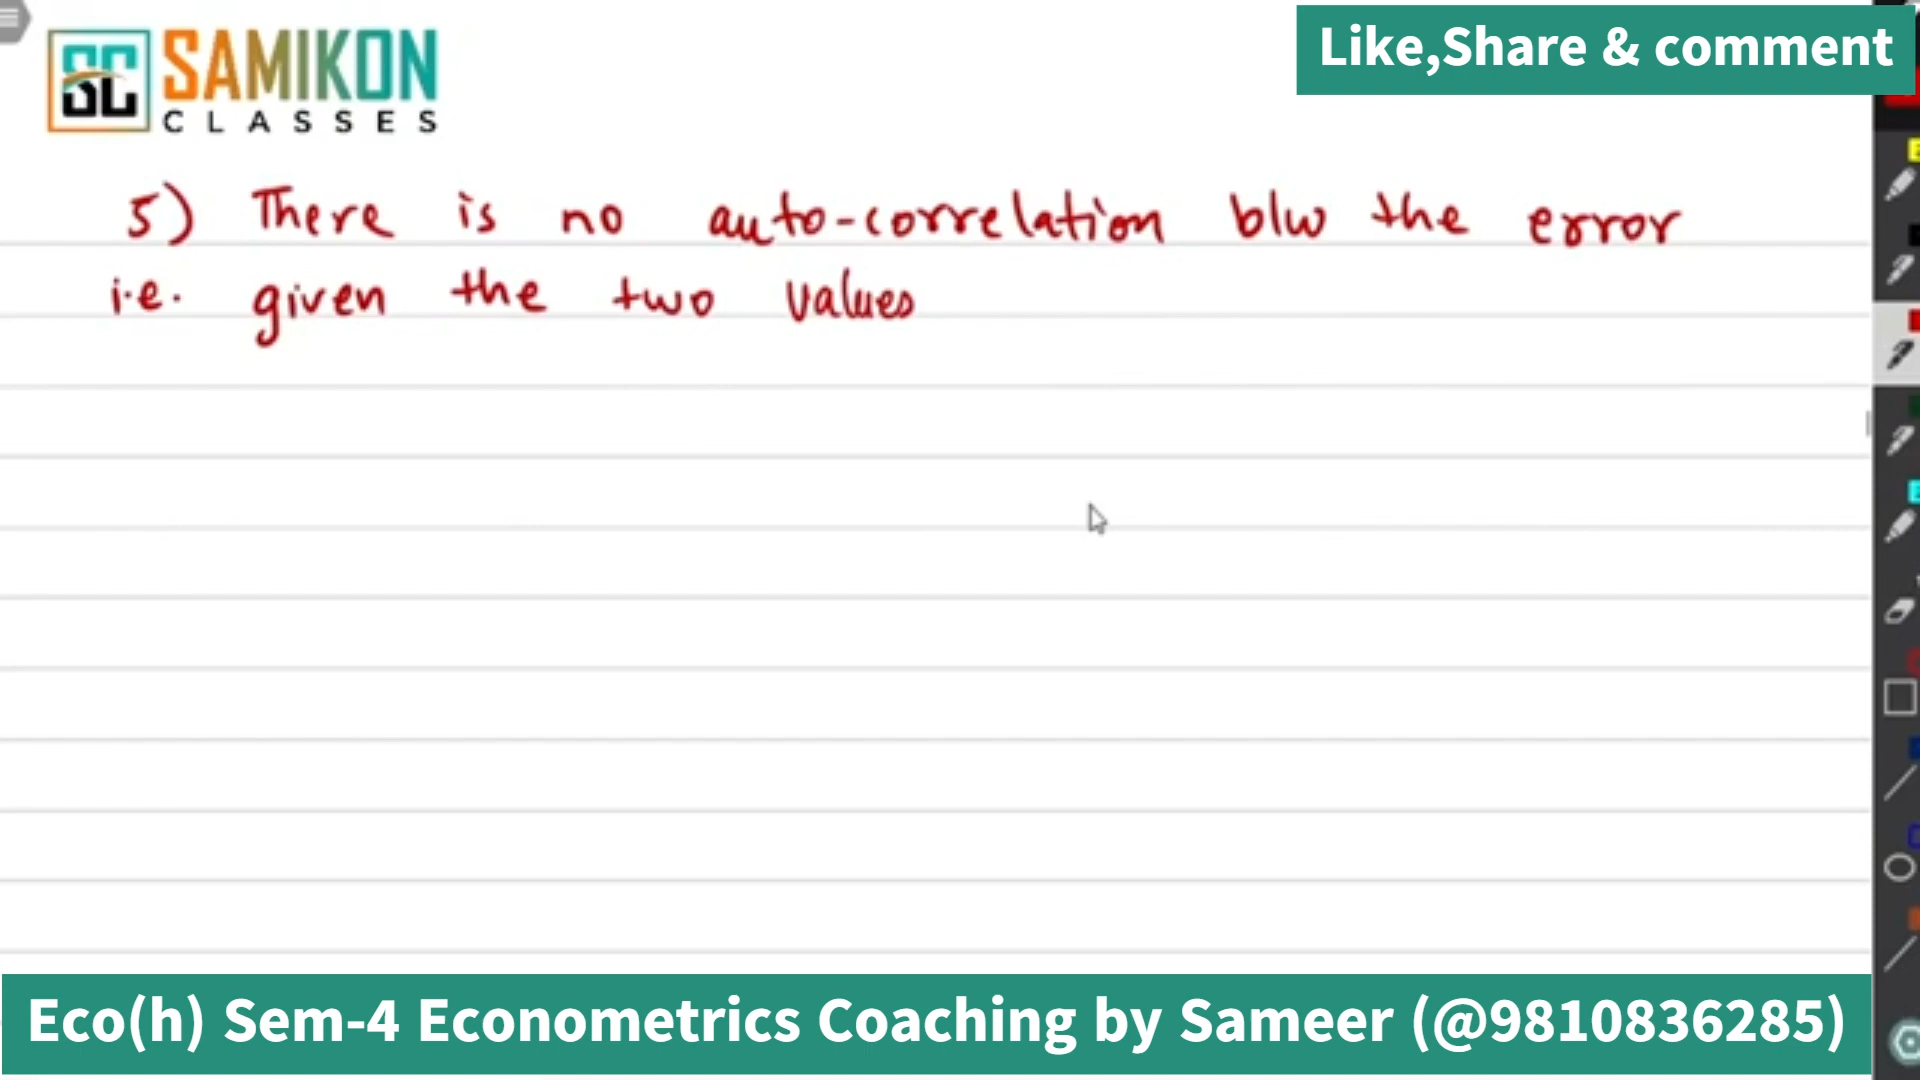 SC SAMIKON
CLASSES
Like,Share & comment
5) There is no auto-correlation b/w the error
i.e. given the two values
Eco(h) Sem-4 Econometrics Coaching by Sameer (@9810836285)